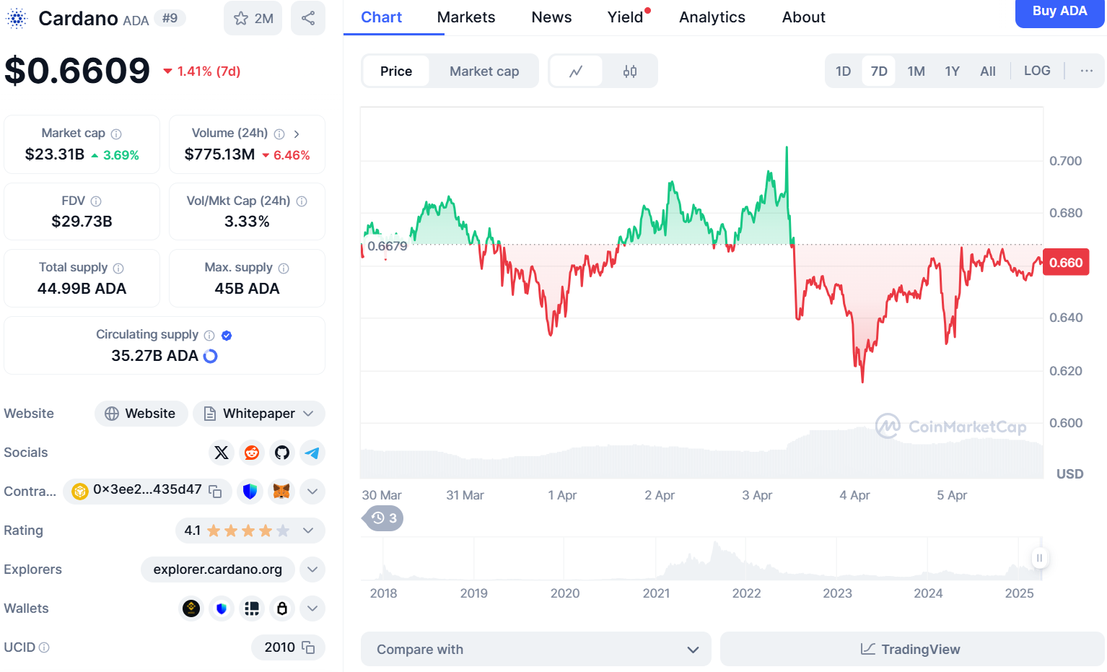 Cardano ADA #9
2M
$0.6609 1.41% (7d)
Market cap
$23.31B 3.69%
Volume (24h)
$775.13M 6.46%
FDV
$29.73B
Vol/Mkt Cap (24h)
3.33%
Total supply
44.99B ADA
Max. supply
45B ADA
Circulating supply
35.27B ADA
Website Website Whitepaper
Socials
Contra... 0x3ee2...435d47
Rating 4.1
Explorers explorer.cardano.org
Wallets
UCID 2010
Chart Markets News Yield Analytics About
Buy ADA
Price Market cap
1D 7D 1M 1Y All LOG
0.700
0.680
0.6679
0.660
0.640
0.620
0.600
CoinMarketCap
USD
30 Mar 31 Mar 1 Apr 2 Apr 3 Apr 4 Apr 5 Apr
3
2018 2019 2020 2021 2022 2023 2024 2025
Compare with
TradingView